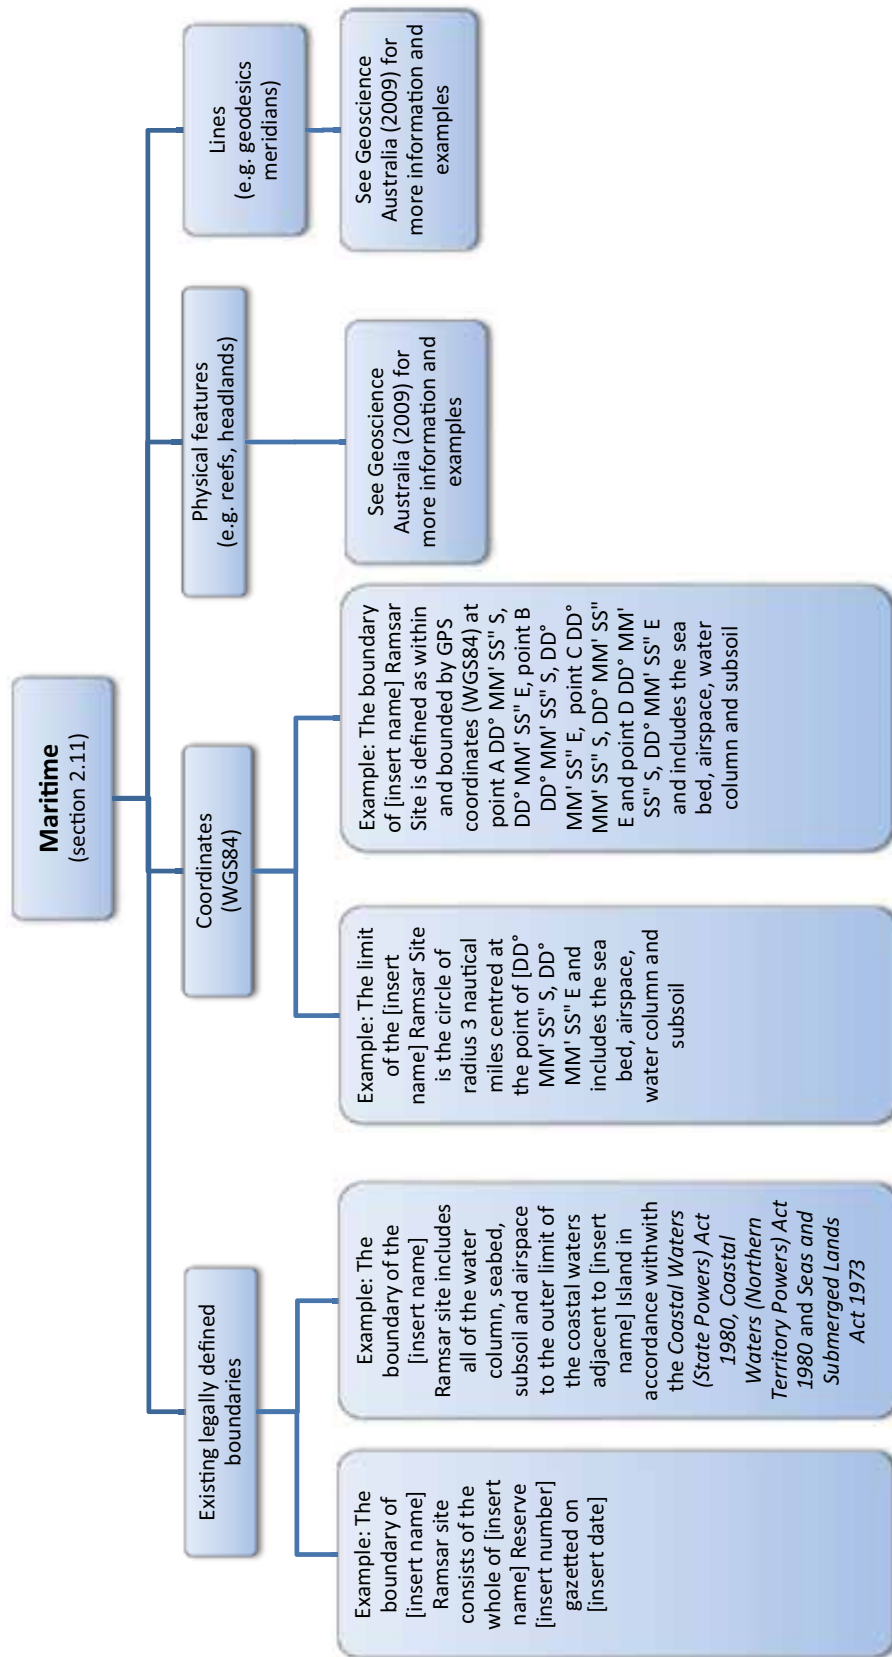 Maritime
(section 2.11)
Existing legally defined
boundaries
Coordinates
(WGS84)
Physical features
(e.g. reefs, headlands)
Lines
(e.g. geodesics
meridians)
Example: The
boundary of
[insert name]
Ramsar site
consists of the
whole of [insert
name] Reserve
[insert number]
gazetted on
[insert date]
Example: The
boundary of the
[insert name]
Ramsar site includes
all of the water
column, seabed,
subsoil and airspace
to the outer limit of
the coastal waters
adjacent to [insert
name] Island in
accordance withwith
the Coastal Waters
(State Powers) Act
1980, Coastal
Waters (Northern
Territory Powers) Act
1980 and Seas and
Submerged Lands
Act 1973
Example: The limit
of the [insert
name] Ramsar Site
is the circle of
radius 3 nautical
miles centred at
the point of [DD°
MM' SS" S, DD°
MM' SS" E and
includes the sea
bed, airspace,
water column and
subsoil
Example: The boundary
of [insert name] Ramsar
Site is defined as within
and bounded by GPS
coordinates (WGS84) at
point A DD° MM' SS" S,
DD° MM' SS" E, point B
DD° MM' SS" S, DD°
MM' SS" E, point C DD°
MM' SS" S, DD° MM' SS"
E and point D DD° MM'
SS" S, DD° MM' SS" E
and includes the sea
bed, airspace, water
column and subsoil
See Geoscience
Australia (2009) for
more information and
examples
See Geoscience
Australia (2009) for
more information and
examples